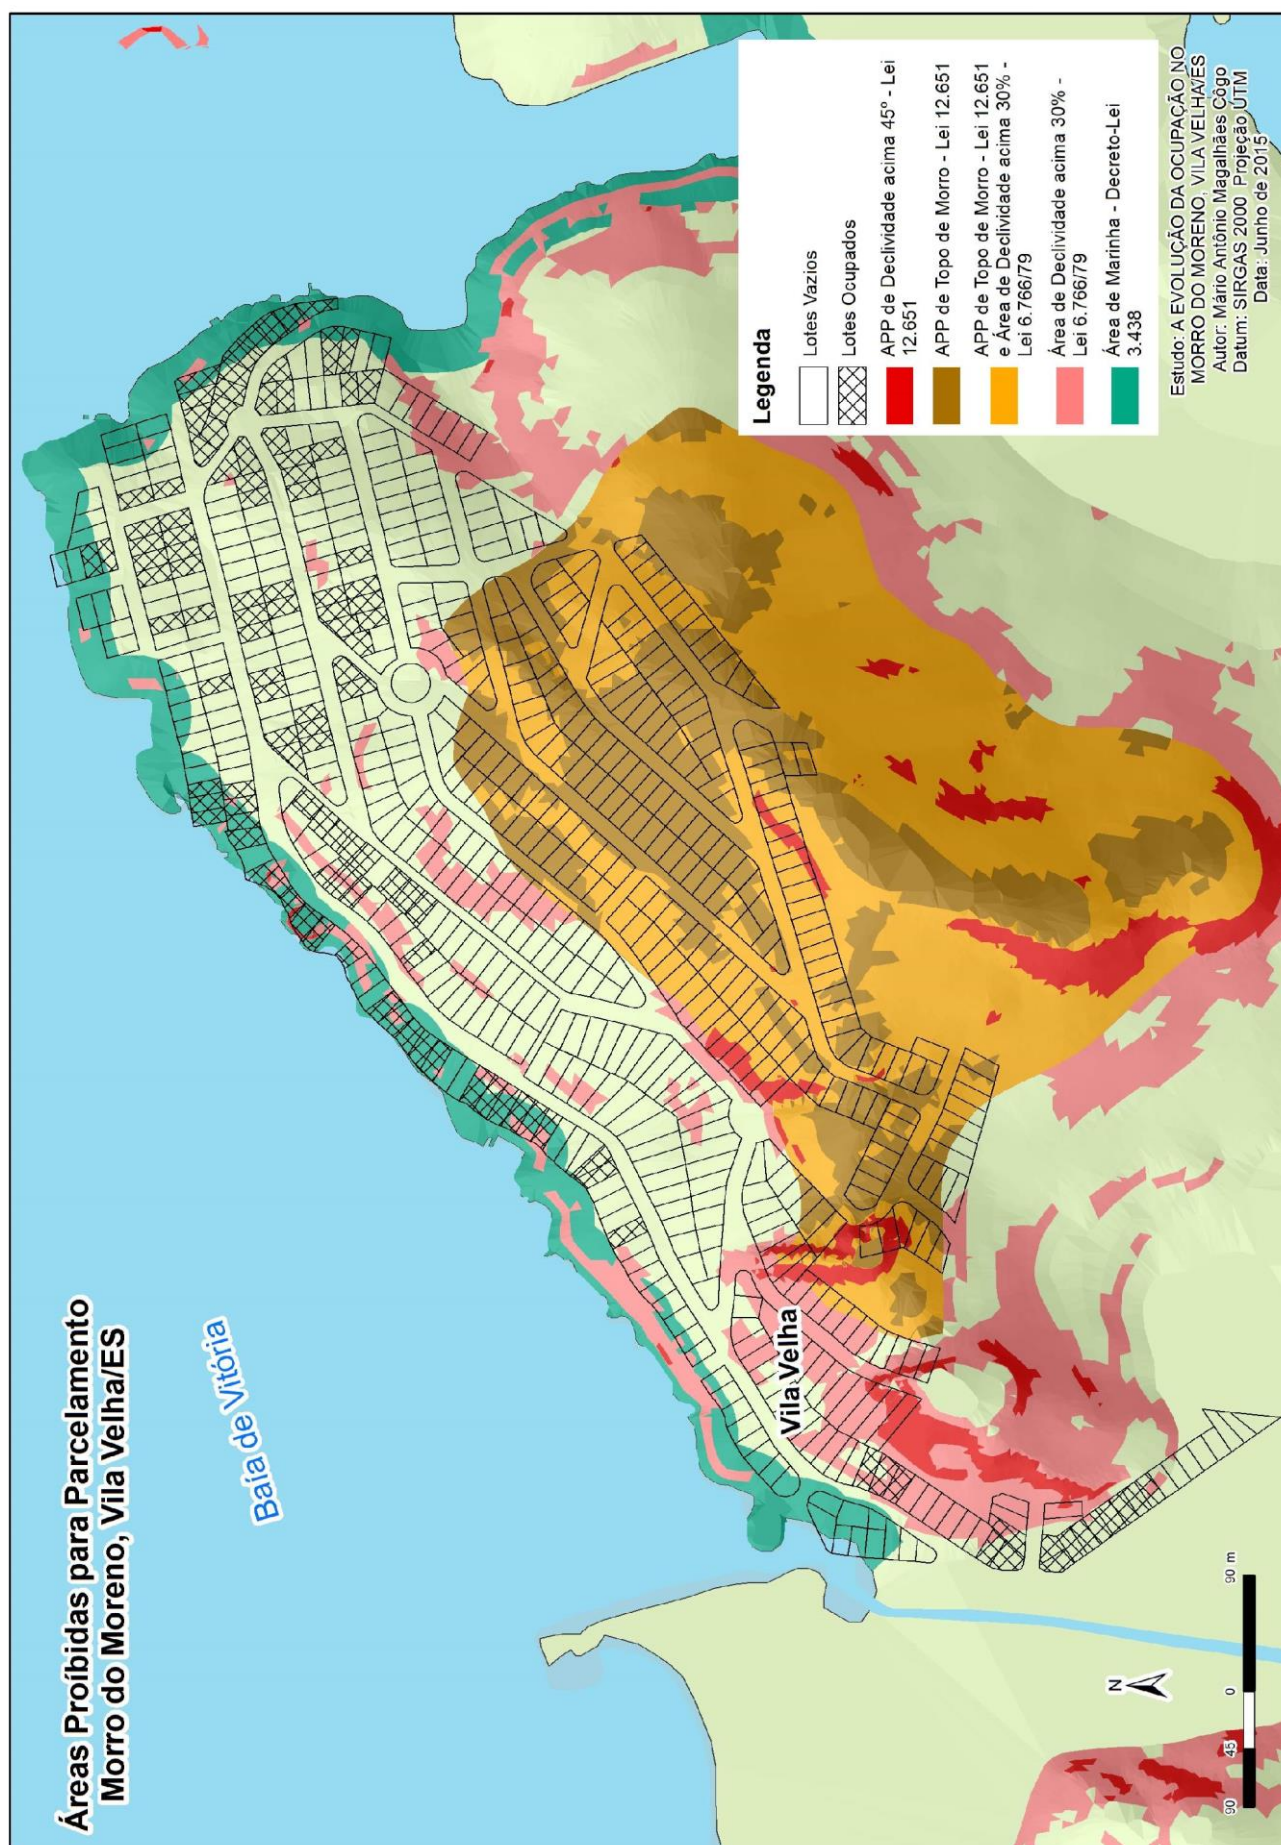 Áreas Proíbidas para Parcelamento
Morro do Moreno, Vila Velha/ES
Baía de Vitória
Vila Velha
Legenda
Lotes Vazios
Lotes Ocupados
APP de Declividade acima 45º - Lei
12.651
APP de Topo de Morro - Lei 12.651
APP de Topo de Morro - Lei 12.651
e Área de Declividade acima 30% -
Lei 6.766/79
Área de Declividade acima 30% -
Lei 6.766/79
Área de Marinha - Decreto-Lei
3.438
Estudo: A EVOLUÇÃO DA OCUPAÇÃO NO
MORRO DO MORENO, VILA VELHA/ES
Autor: Mário Antônio Magalhães Côgo
Datum: SIRGAS 2000 Projeção UTM
Data: Junho de 2015
N
90 45 0 90 m